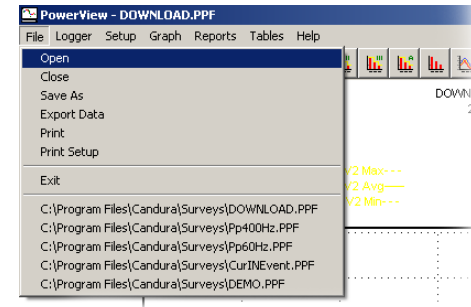 PowerView - DOWNLOAD.PPF
File Logger Setup Graph Reports Tables Help
Open
Close
Save As
Export Data
Print
Print Setup
Exit
C:\Program Files\Candura\Surveys\DOWNLOAD.PPF
C:\Program Files\Candura\Surveys\Pp400Hz.PPF
C:\Program Files\Candura\Surveys\Pp60Hz.PPF
C:\Program Files\Candura\Surveys\CurINEvent.PPF
C:\Program Files\Candura\Surveys\DEMO.PPF
DOWN
2
V2 Max---
V2 Avg——
V2 Min---